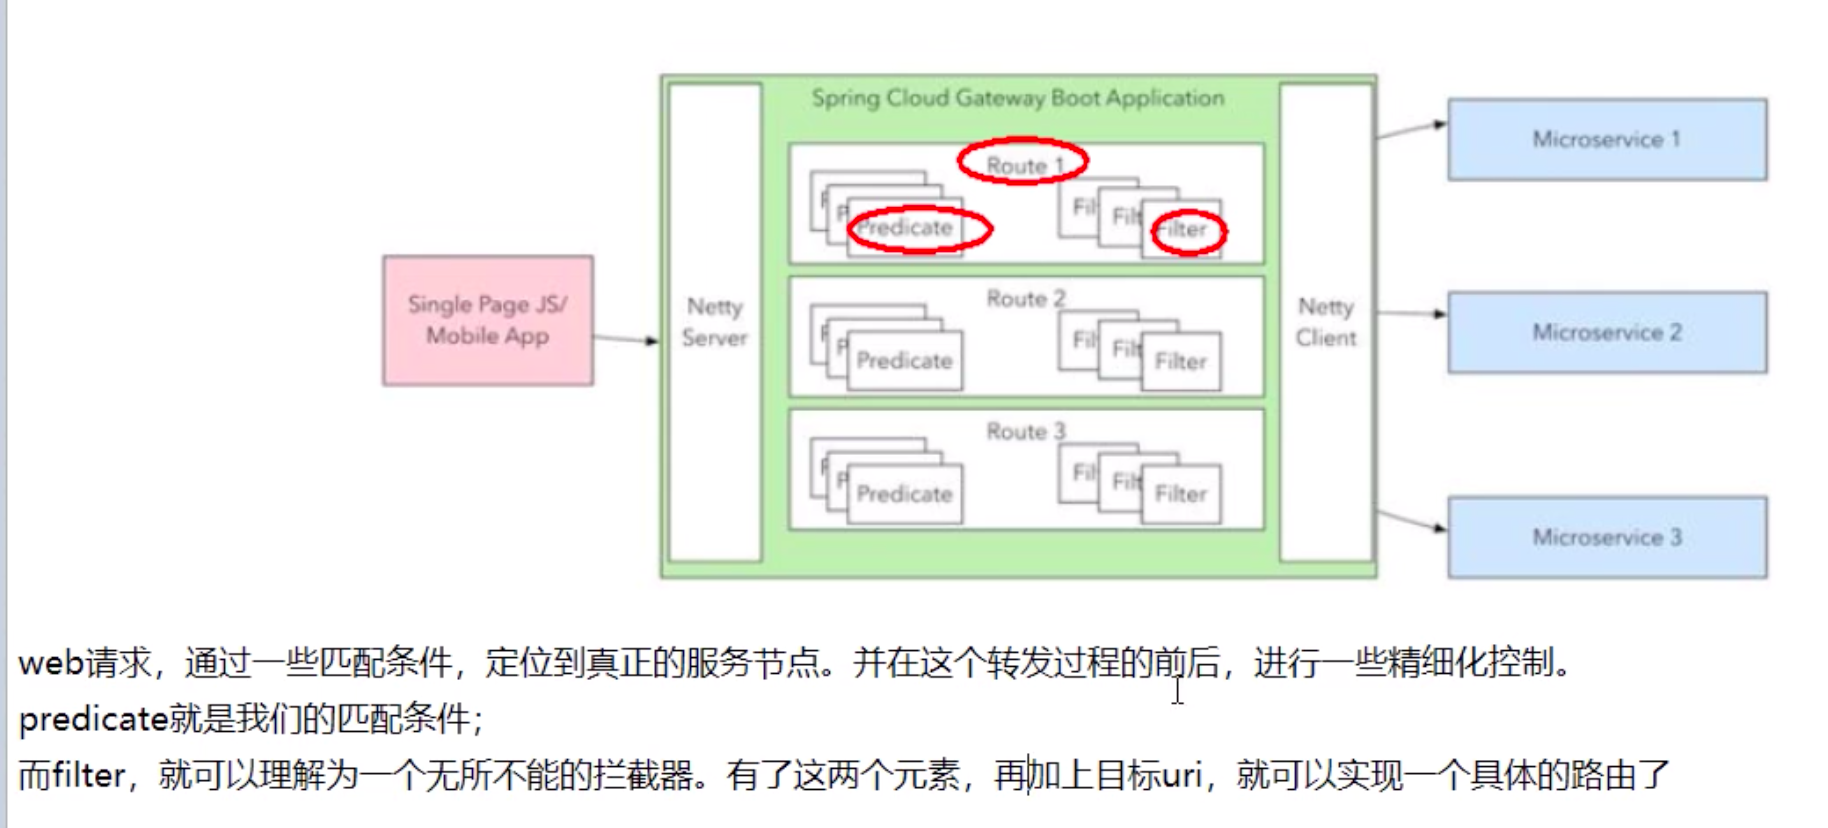 Spring Cloud Gateway Boot Application
Single Page JS/
Mobile App
Netty
Server
Route 1
Predicate
Fil
Filt
Filter
Route 2
Predicate
Fil
Filt
Filter
Route 3
Predicate
Fil
Filt
Filter
Netty
Client
Microservice 1
Microservice 2
Microservice 3
web请求，通过一些匹配条件，定位到真正的服务节点。并在这个转发过程的前后，进行一些精细化控制。
predicate就是我们的匹配条件；
而filter，就可以理解为一个无所不能的拦截器。有了这两个元素，再加上目标uri，就可以实现一个具体的路由了